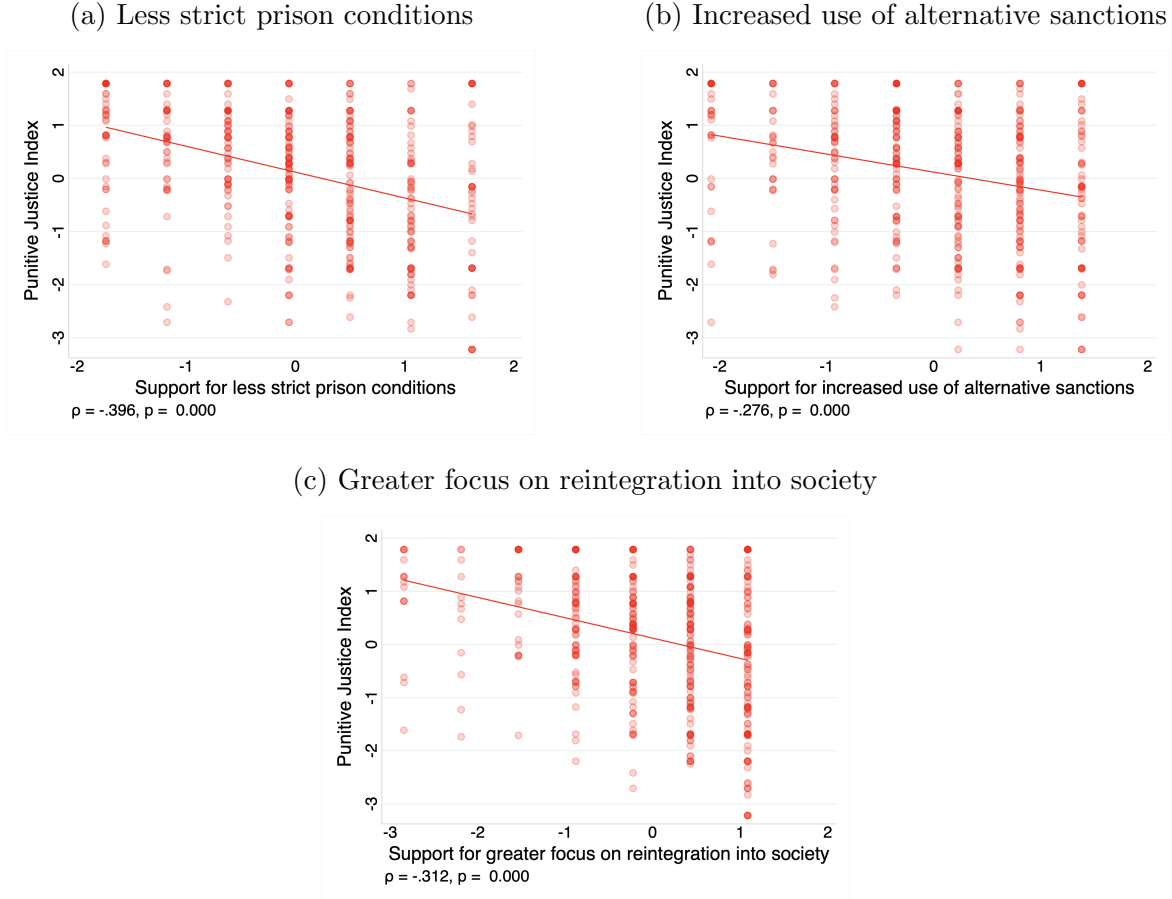 (a) Less strict prison conditions
2
1
0
-1
-2
-3
Punitive Justice Index
-2 -1 0 1 2
Support for less strict prison conditions
ρ = -.396, p = 0.000
(b) Increased use of alternative sanctions
2
1
0
-1
-2
-3
Punitive Justice Index
-2 -1 0 1 2
Support for increased use of alternative sanctions
ρ = -.276, p = 0.000
(c) Greater focus on reintegration into society
2
1
0
-1
-2
-3
Punitive Justice Index
-3 -2 -1 0 1 2
Support for greater focus on reintegration into society
ρ = -.312, p = 0.000